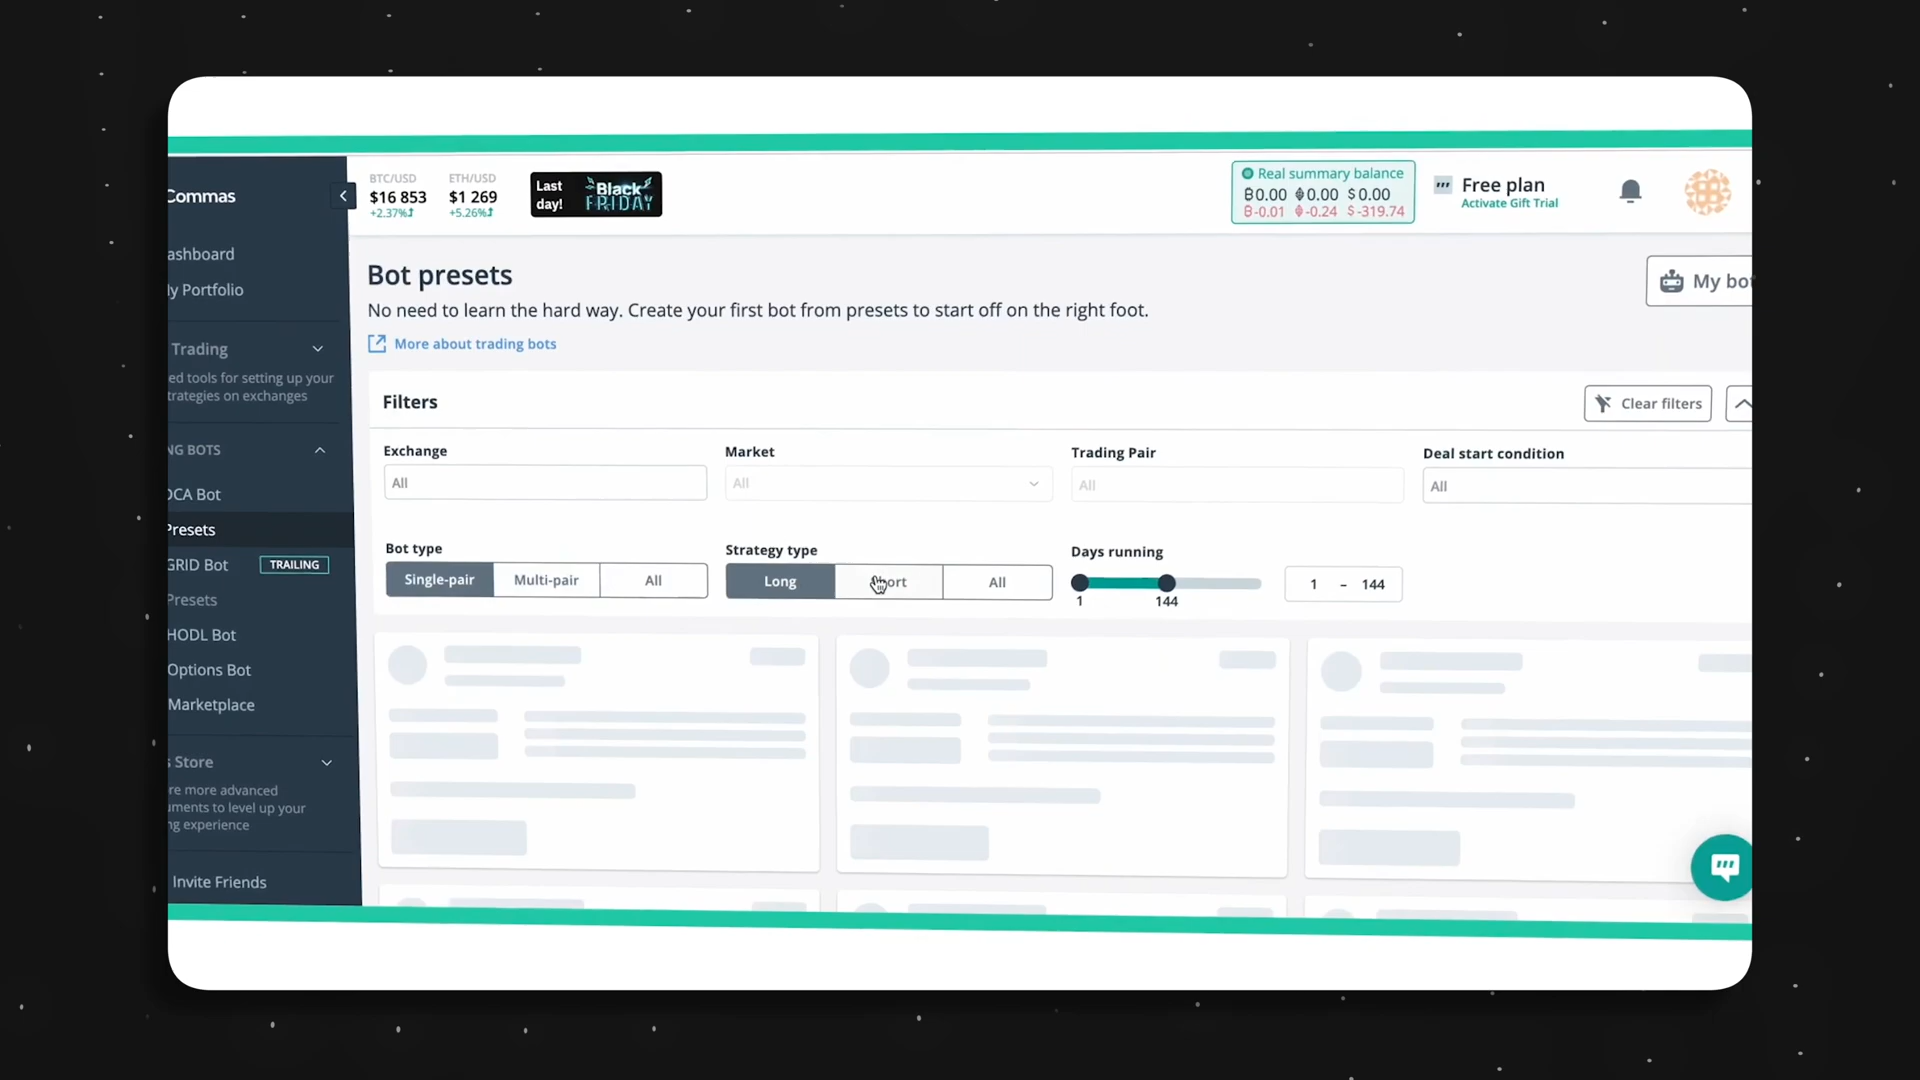 Commas
BTC/USD
$16 853
+2.37%
ETH/USD
$1 269
+5.26%
Last day!
Black FRIDAY
Real summary balance
฿0.00 0.00 $0.00
฿-0.01 -0.24 $-319.74
Free plan
Activate Gift Trial
ashboard
y Portfolio
Trading
ed tools for setting up your
trategies on exchanges
NG BOTS
DCA Bot
Presets
GRID Bot
TRAILING
Presets
HODL Bot
Options Bot
Marketplace
s Store
re more advanced
uments to level up your
ng experience
Invite Friends
Bot presets
No need to learn the hard way. Create your first bot from presets to start off on the right foot.
More about trading bots
My bot
Filters
Clear filters
Exchange
All
Market
All
Trading Pair
All
Deal start condition
All
Bot type
Single-pair
Multi-pair
All
Strategy type
Long
ort
All
Days running
1
144
1 – 144